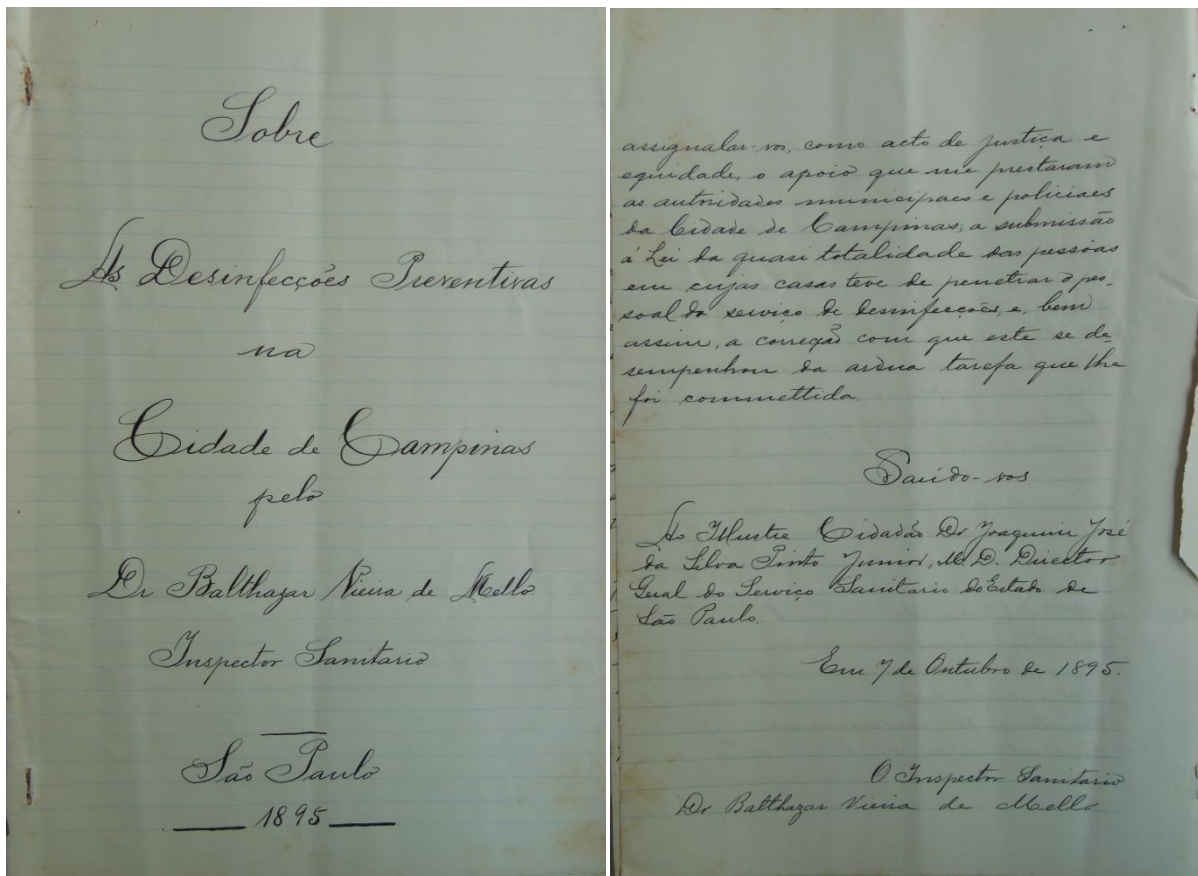 Sobre
As Desinfecções Preventivas
na
Cidade de Campinas
pelo
Dr Balthazar Vieira de Mello.
Inspector Sanitario
São Paulo
1895
assignalar-vos, como acto de justiça e
equidade, o apoio que me prestaram
as autoridades municipaes e policiaes
da Cidade de Campinas, a submissão
á Lei da quasi totalidade das pessôas
em cujas casas teve de penetrar o pes-
soal do serviço de desinfecções, e, bem
assim, a correção com que este se de-
sempenhou da ardua tarefa que lhe
foi commettida.
Saúdo-vos
Ao Illustre Cidadão Dr Joaquim José
da Silva Pinto Junior, M. D. Director
Geral do Serviço Sanitario do Estado de
São Paulo.
Em 7 de Outubro de 1895.
O Inspector Sanitario
Dr Balthazar Vieira de Mello.